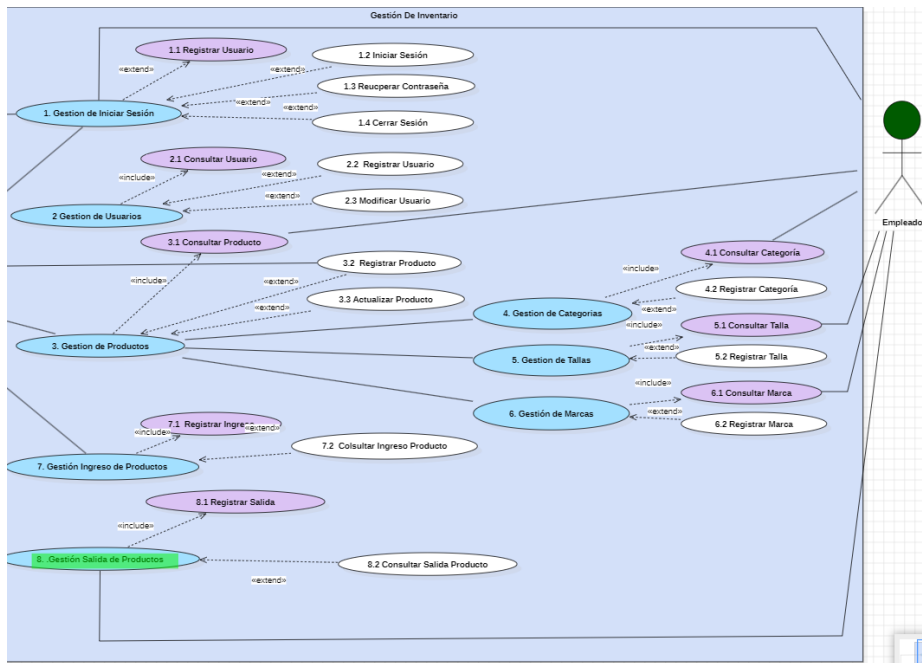 Gestión De Inventario
1.1 Registrar Usuario
1.2 Iniciar Sesión
«extend»
1.3 Reucperar Contraseña
«extend»
«extend»
1. Gestion de Iniciar Sesión
1.4 Cerrar Sesión
2.1 Consultar Usuario
2.2 Registrar Usuario
«include»
«extend»
«extend»
2 Gestion de Usuarios
2.3 Modificar Usuario
Empleado
3.1 Consultar Producto
4.1 Consultar Categoría
3.2 Registrar Producto
«include»
«include»
«extend»
4.2 Registrar Categoría
3.3 Actualizar Producto
«extend»
«extend»
4. Gestion de Categorias
«include»
5.1 Consultar Talla
3. Gestion de Productos
«extend»
5. Gestion de Tallas
5.2 Registrar Talla
«include»
6.1 Consultar Marca
6. Gestión de Marcas
«extend»
6.2 Registrar Marca
7.1 Registrar Ingreso
«include»
«extend»
7.2 Colsultar Ingreso Producto
7. Gestión Ingreso de Productos
8.1 Registrar Salida
«include»
8. .Gestión Salida de Productos
8.2 Consultar Salida Producto
«extend»